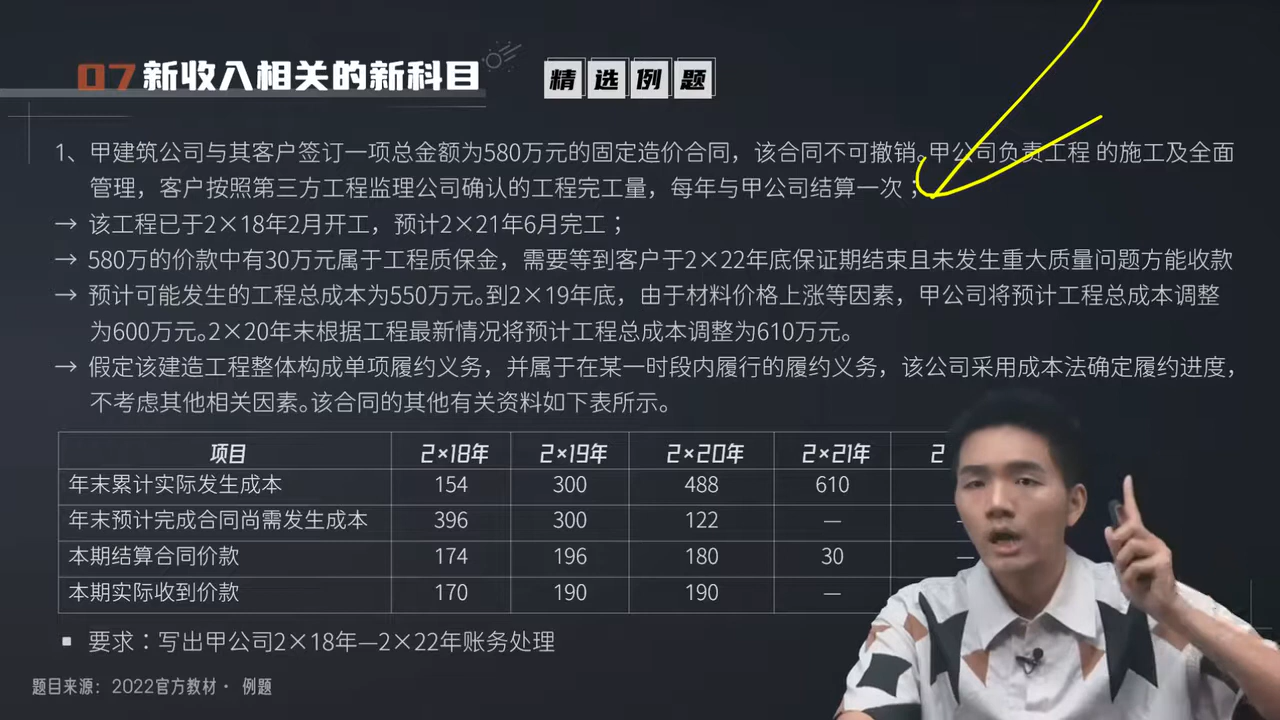 07 新收入相关的新科目
精选例题
1、甲建筑公司与其客户签订一项总金额为580万元的固定造价合同，该合同不可撤销。甲公司负责工程 的施工及全面
管理，客户按照第三方工程监理公司确认的工程完工量，每年与甲公司结算一次；
→ 该工程已于2×18年2月开工，预计2×21年6月完工；
→ 580万的价款中有30万元属于工程质保金，需要等到客户于2×22年底保证期结束且未发生重大质量问题方能收款
→ 预计可能发生的工程总成本为550万元。到2×19年底，由于材料价格上涨等因素，甲公司将预计工程总成本调整
为600万元。2×20年末根据工程最新情况将预计工程总成本调整为610万元。
→ 假定该建造工程整体构成单项履约义务，并属于在某一时段内履行的履约义务，该公司采用成本法确定履约进度，
不考虑其他相关因素。该合同的其他有关资料如下表所示。
项目 2×18年 2×19年 2×20年 2×21年 2
年末累计实际发生成本 154 300 488 610
年末预计完成合同尚需发生成本 396 300 122 —
本期结算合同价款 174 196 180 30 —
本期实际收到价款 170 190 190 —
▪ 要求：写出甲公司2×18年—2×22年账务处理
题目来源：2022官方教材· 例题